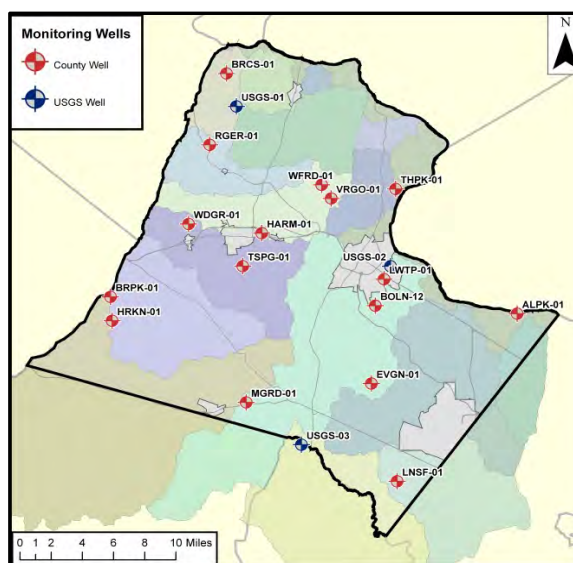 Monitoring Wells
County Well
USGS Well
N
BRCS-01
USGS-01
RGER-01
WFRD-01
VRGO-01
THPK-01
WDGR-01
HARM-01
TSPG-01
USGS-02
LWTP-01
BOLN-12
BRPK-01
HRKN-01
ALPK-01
EVGN-01
MGRD-01
USGS-03
LNSF-01
0 1 2 4 6 8 10 Miles